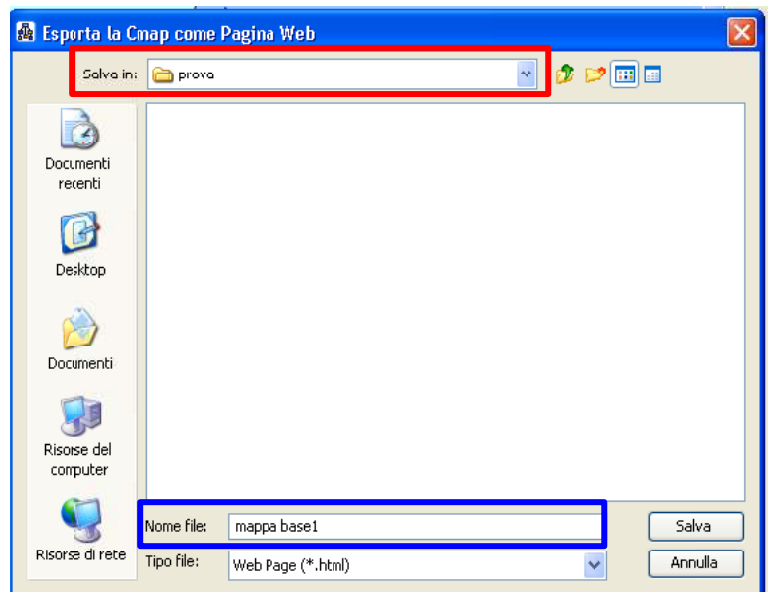 Esporta la Cmap come Pagina Web
Salva in: prova
Documenti
recenti
Desktop
Documenti
Risorse del
computer
Risorse di rete
Nome file: mappa base1
Salva
Tipo file: Web Page (*.html)
Annulla